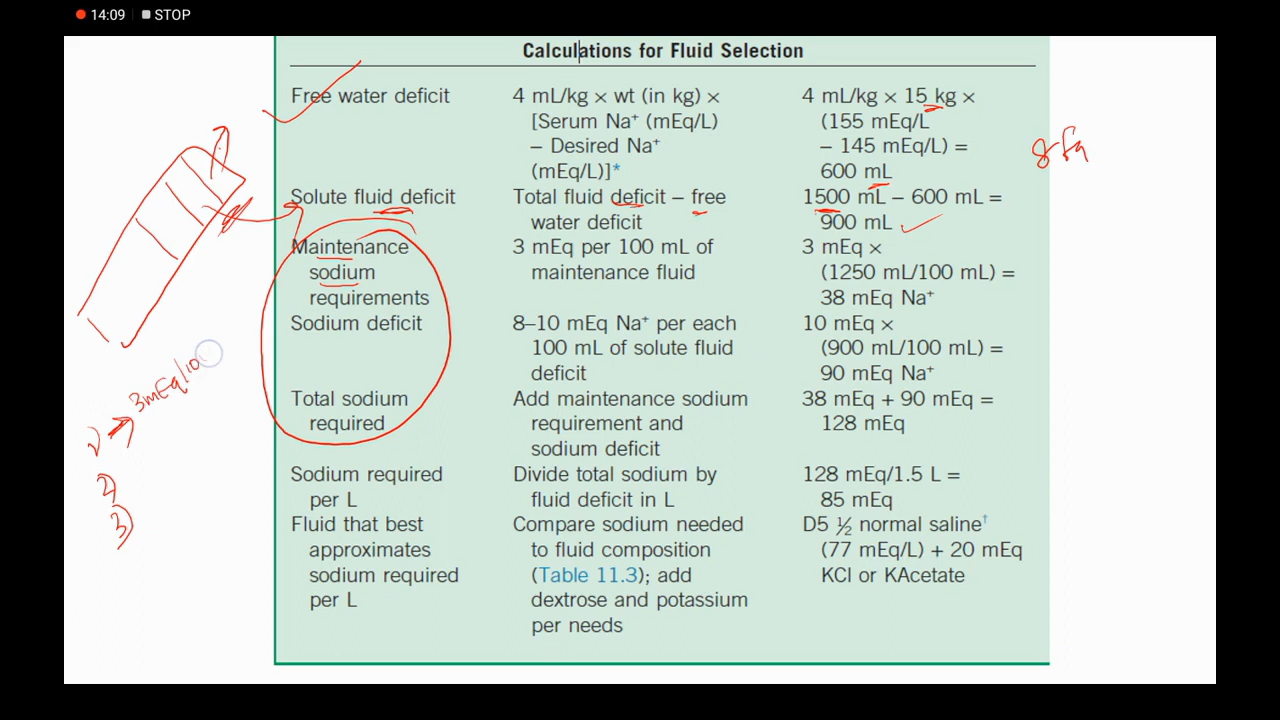 14:09 STOP
Calculations for Fluid Selection
Free water deficit
4 mL/kg × wt (in kg) ×
[Serum Na⁺ (mEq/L)
– Desired Na⁺
(mEq/L)]*
4 mL/kg × 15 kg ×
(155 mEq/L
– 145 mEq/L) =
600 mL
Solute fluid deficit
Total fluid deficit – free
water deficit
1500 mL – 600 mL =
900 mL
Maintenance
sodium
requirements
3 mEq per 100 mL of
maintenance fluid
3 mEq ×
(1250 mL/100 mL) =
38 mEq Na⁺
Sodium deficit
8–10 mEq Na⁺ per each
100 mL of solute fluid
deficit
10 mEq ×
(900 mL/100 mL) =
90 mEq Na⁺
Total sodium
required
Add maintenance sodium
requirement and
sodium deficit
38 mEq + 90 mEq =
128 mEq
Sodium required
per L
Divide total sodium by
fluid deficit in L
128 mEq/1.5 L =
85 mEq
Fluid that best
approximates
sodium required
per L
Compare sodium needed
to fluid composition
(Table 11.3); add
dextrose and potassium
per needs
D5 ½ normal saline†
(77 mEq/L) + 20 mEq
KCl or KAcetate
3mEq/10
2)
3)